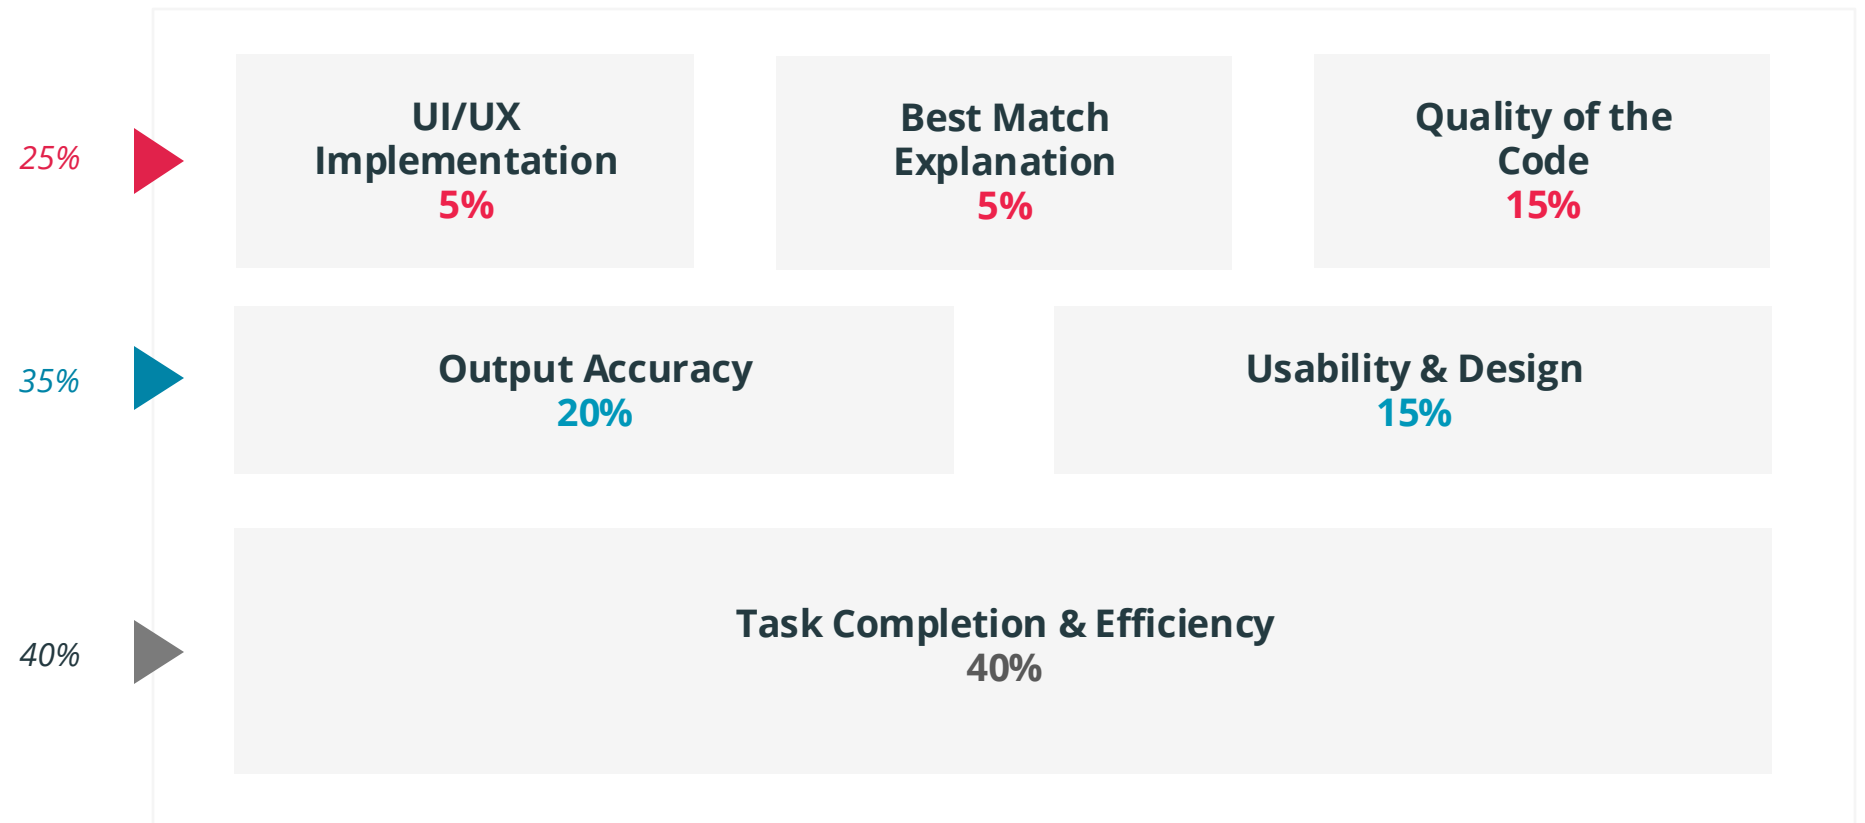 25%
UI/UX
Implementation
5%
Best Match
Explanation
5%
Quality of the
Code
15%
35%
Output Accuracy
20%
Usability & Design
15%
40%
Task Completion & Efficiency
40%